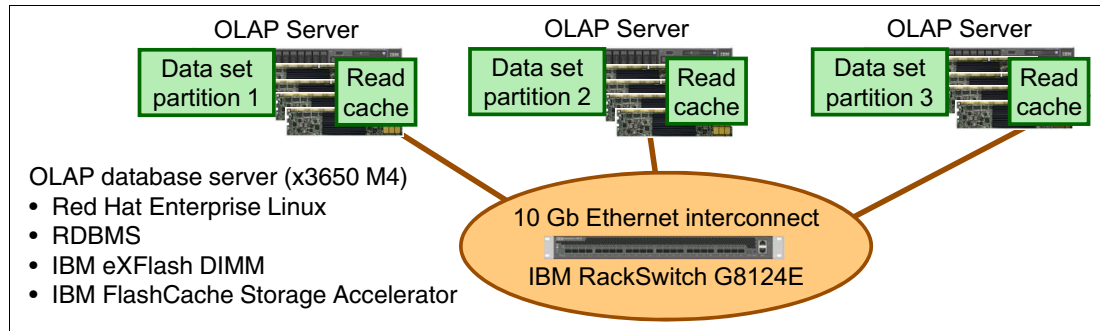 OLAP Server
OLAP Server
OLAP Server
Data set
partition 1
Read
cache
Data set
partition 2
Read
cache
Data set
partition 3
Read
cache
OLAP database server (x3650 M4)
• Red Hat Enterprise Linux
• RDBMS
• IBM eXFlash DIMM
• IBM FlashCache Storage Accelerator
10 Gb Ethernet interconnect
IBM RackSwitch G8124E